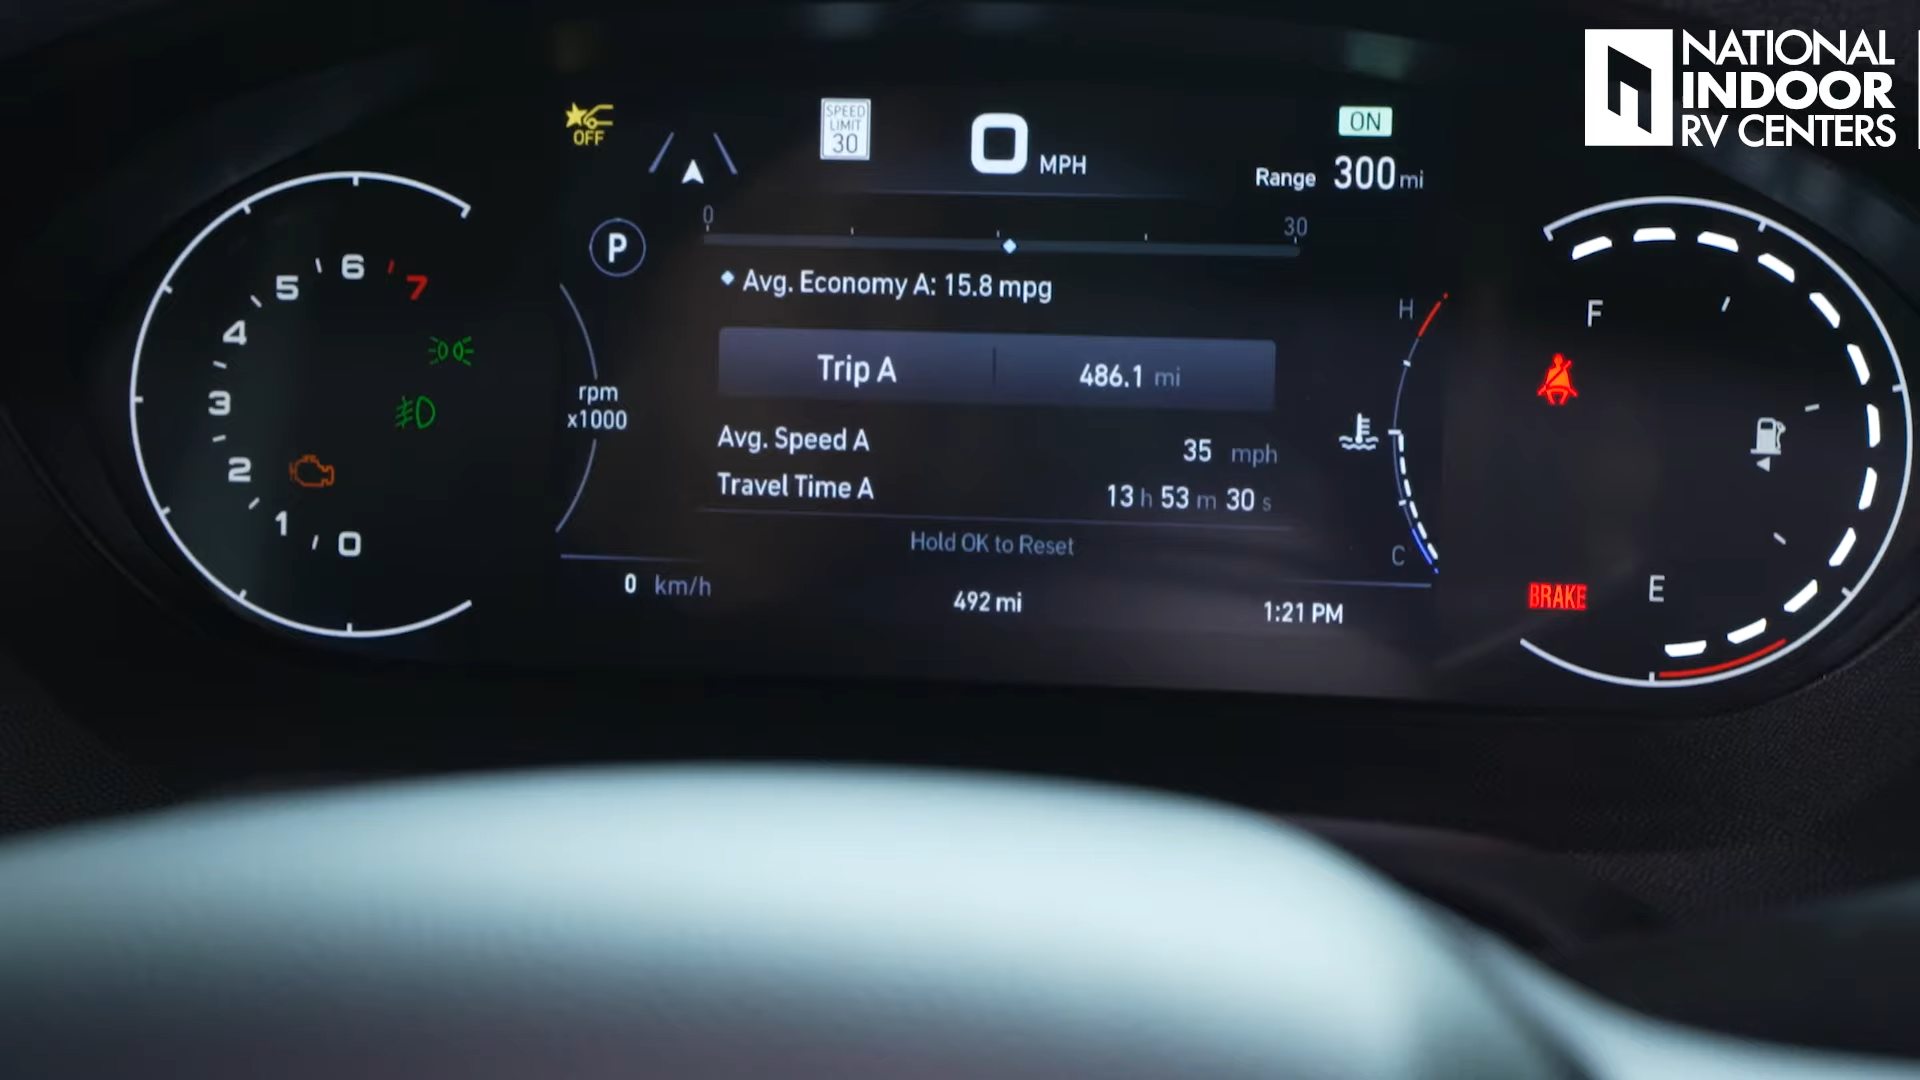 NATIONAL
INDOOR
RV CENTERS
OFF
SPEED
LIMIT
30
0 MPH
ON
Range 300 mi
P
0 30
Avg. Economy A: 15.8 mpg
Trip A 486.1 mi
Avg. Speed A 35 mph
Travel Time A 13 h 53 m 30 s
Hold OK to Reset
0 km/h
492 mi
1:21 PM
7
6
5
4
3
2
1
0
rpm
x1000
H
C
F
E
BRAKE